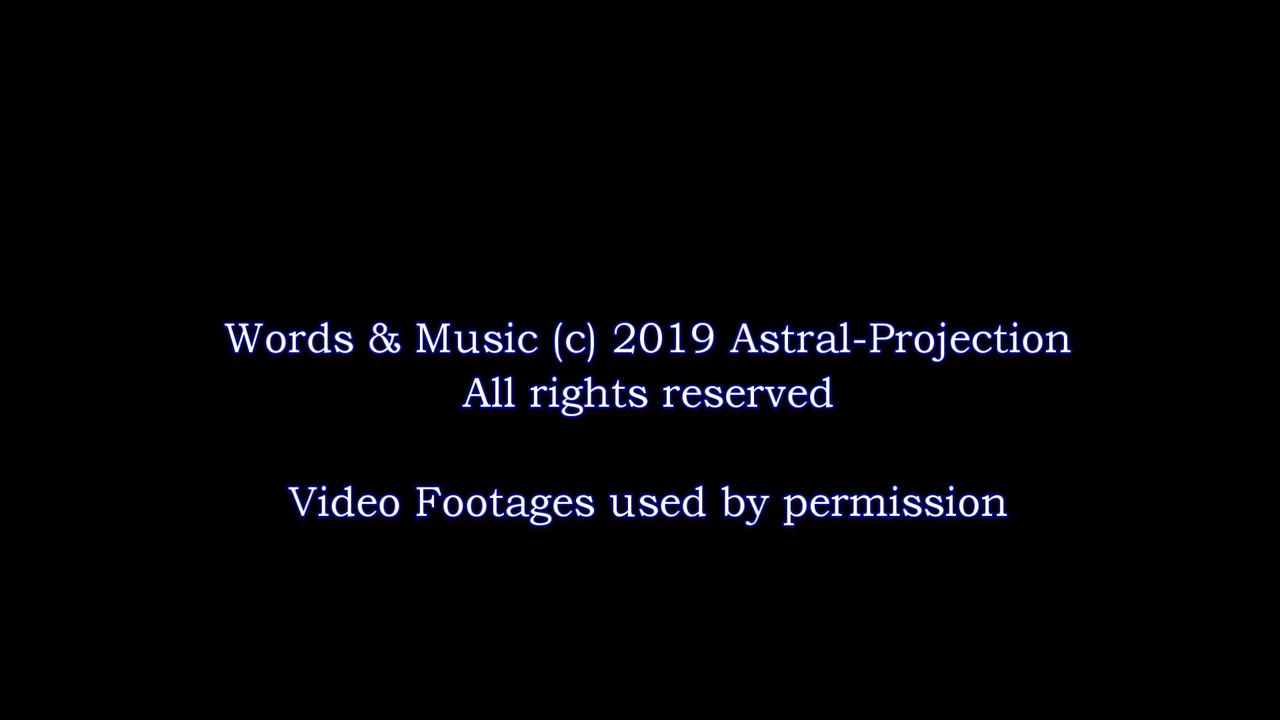 Words & Music (c) 2019 Astral-Projection
All rights reserved
Video Footages used by permission